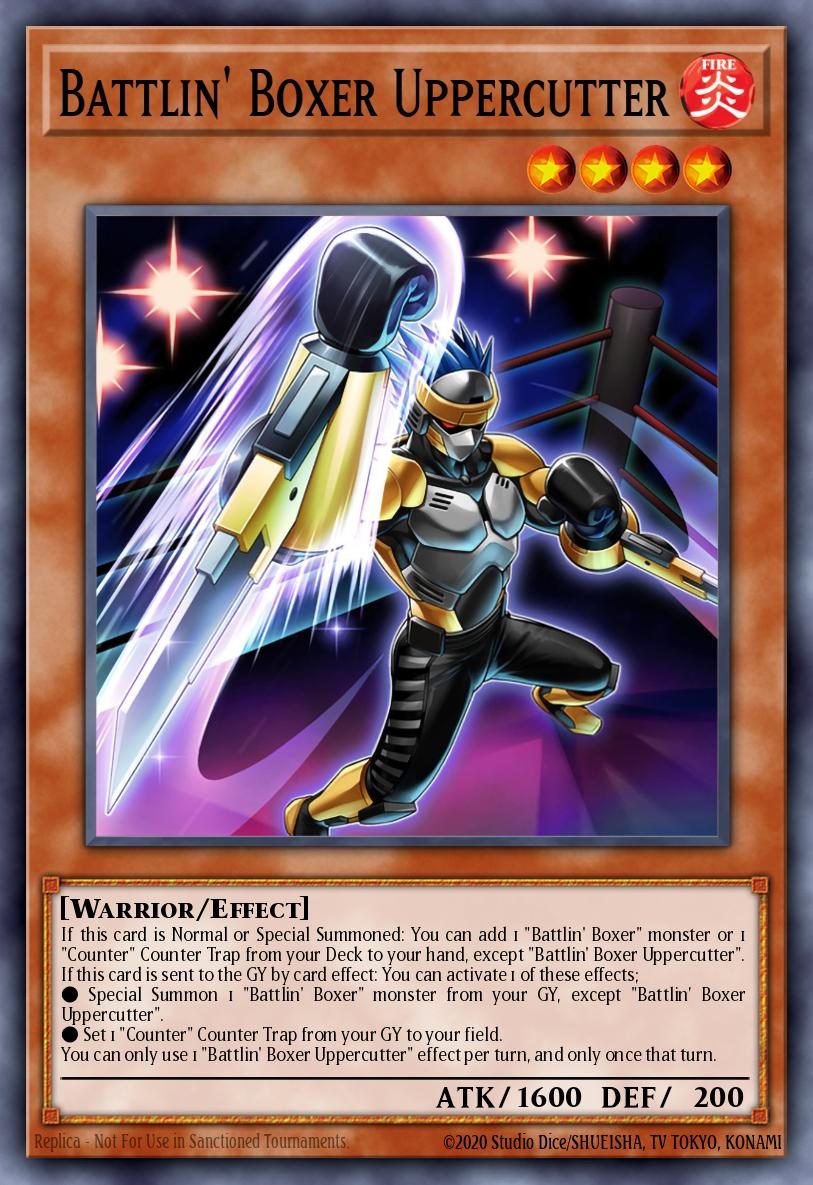 Battlin' Boxer Uppercutter
FIRE
炎
[Warrior/Effect]
If this card is Normal or Special Summoned: You can add 1 "Battlin' Boxer" monster or 1
"Counter" Counter Trap from your Deck to your hand, except "Battlin' Boxer Uppercutter".
If this card is sent to the GY by card effect: You can activate 1 of these effects;
● Special Summon 1 "Battlin' Boxer" monster from your GY, except "Battlin' Boxer
Uppercutter".
● Set 1 "Counter" Counter Trap from your GY to your field.
You can only use 1 "Battlin' Boxer Uppercutter" effect per turn, and only once that turn.
ATK/1600 DEF/ 200
Replica - Not For Use in Sanctioned Tournaments.
©2020 Studio Dice/SHUEISHA, TV TOKYO, KONAMI